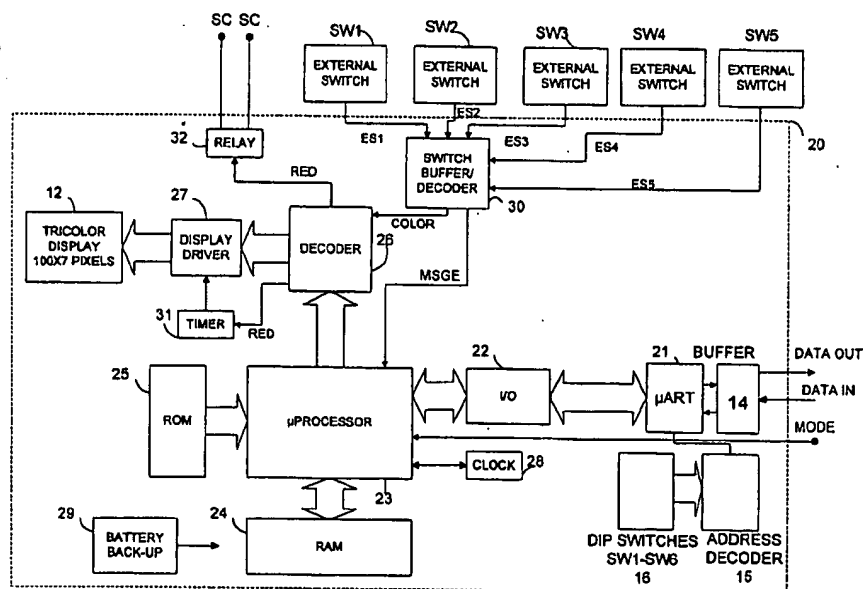 SC SC
SW1
SW2
SW3
SW4
SW5
EXTERNAL
SWITCH
EXTERNAL
SWITCH
EXTERNAL
SWITCH
EXTERNAL
SWITCH
EXTERNAL
SWITCH
ES1
ES2
ES3
ES4
ES5
20
32
RELAY
RED
SWITCH
BUFFER/
DECODER
30
COLOR
MSGE
12
TRICOLOR
DISPLAY
100X7 PIXELS
27
DISPLAY
DRIVER
DECODER
26
31
TIMER
RED
25
ROM
µPROCESSOR
23
22
I/O
21
µART
BUFFER
14
DATA OUT
DATA IN
MODE
CLOCK
28
29
BATTERY
BACK-UP
24
RAM
DIP SWITCHES
SW1-SW6
16
ADDRESS
DECODER
15